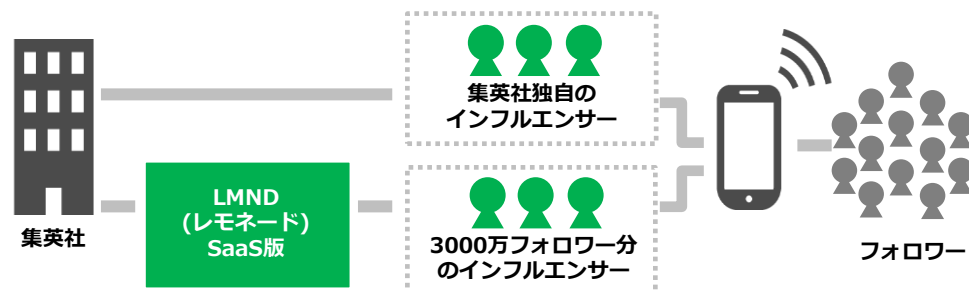 集英社独自の
インフルエンサー
集英社
LMND
(レモネード)
SaaS版
3000万フォロワー分
のインフルエンサー
フォロワー